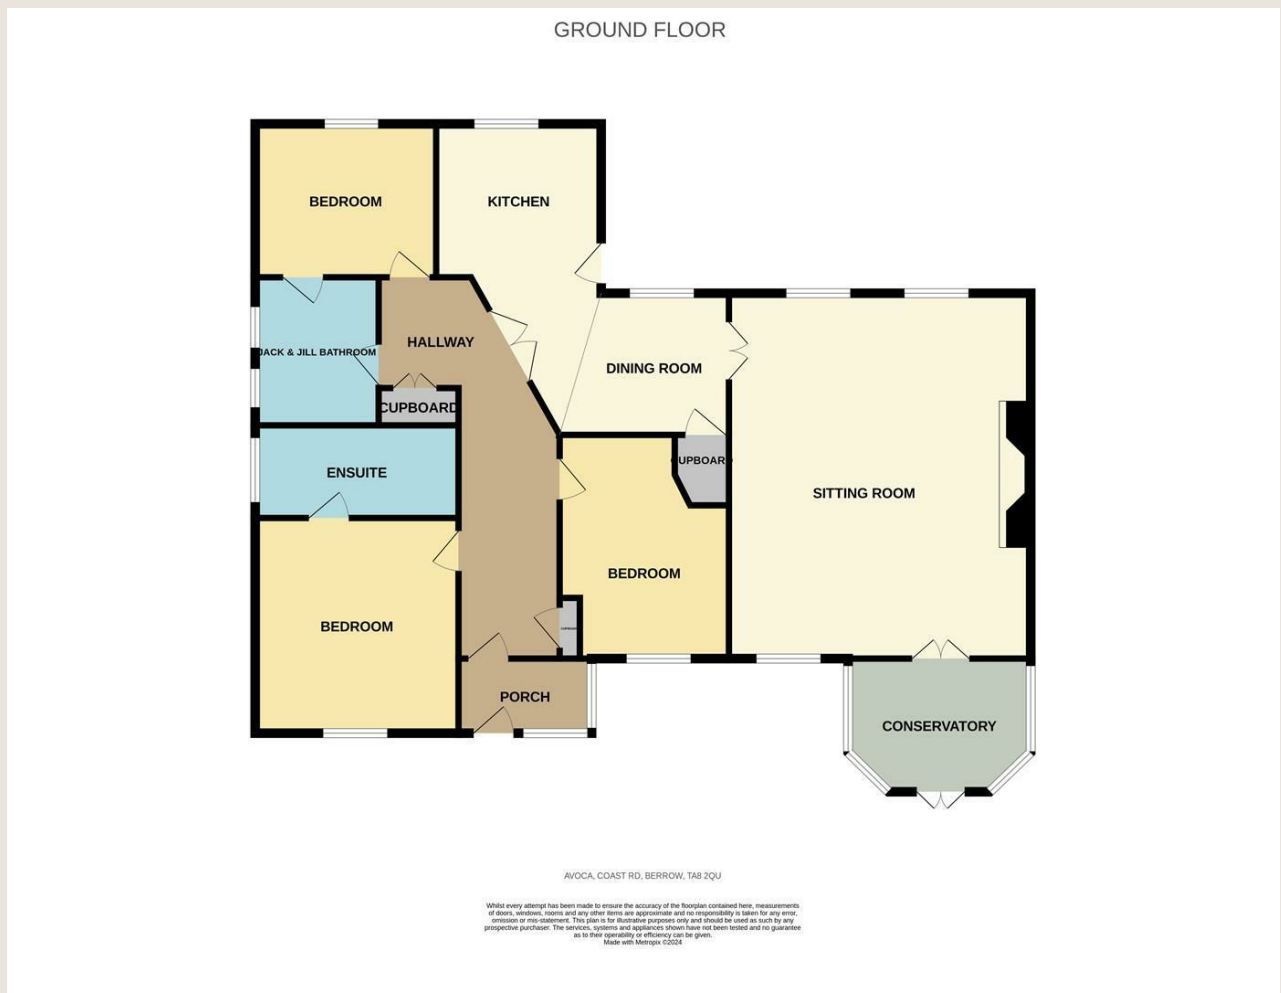 GROUND FLOOR
BEDROOM
KITCHEN
HALLWAY
JACK & JILL BATHROOM
DINING ROOM
CUPBOARD
CUPBOARD
ENSUITE
SITTING ROOM
BEDROOM
BEDROOM
CUPBOARD
PORCH
CONSERVATORY
AVOCA, COAST RD, BERROW, TA8 2QU
Whilst every attempt has been made to ensure the accuracy of the floorplan contained here, measurements
of doors, windows, rooms and any other items are approximate and no responsibility is taken for any error,
omission or mis-statement. This plan is for illustrative purposes only and should be used as such by any
prospective purchaser. The services, systems and appliances shown have not been tested and no guarantee
as to their operability or efficiency can be given.
Made with Metropix ©2024